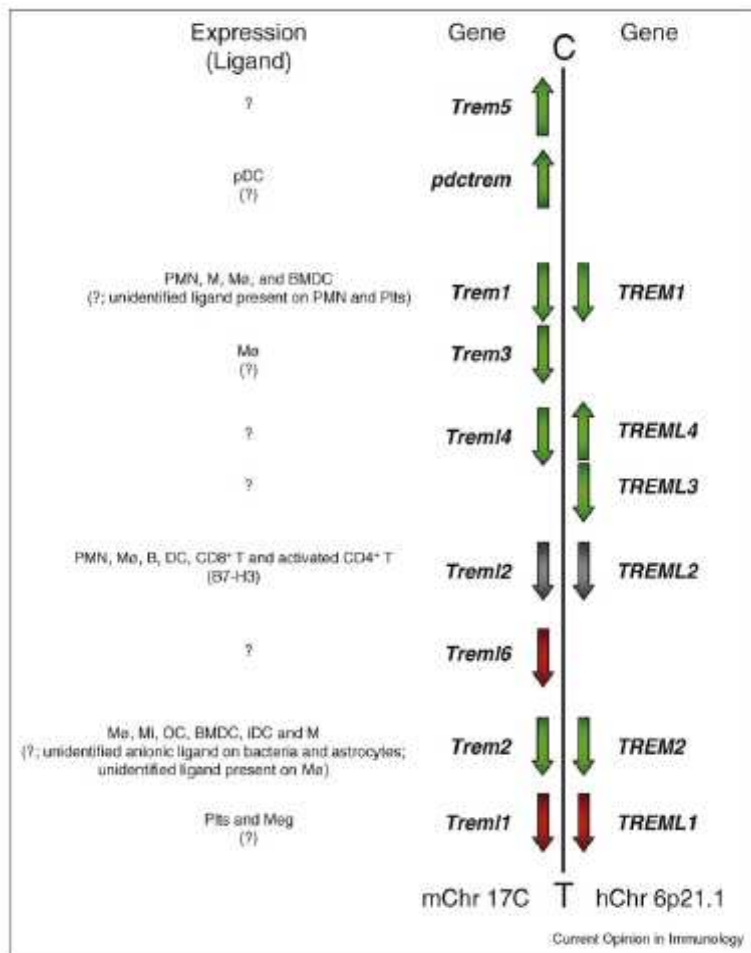 Expression
(Ligand)
Gene
C
Gene
?
Trem5
pDC
(?)
pdctrem
PMN, M, Mø, and BMDC
(?; unidentified ligand present on PMN and Plts)
Trem1
TREM1
Mø
(?)
Trem3
?
Treml4
TREML4
?
TREML3
PMN, Mø, B, DC, CD8⁺ T and activated CD4⁺ T
(B7-H3)
Treml2
TREML2
?
Treml6
Mø, Mi, OC, BMDC, iDC and M
(?; unidentified anionic ligand on bacteria and astrocytes;
unidentified ligand present on Mø)
Trem2
TREM2
Plts and Meg
(?)
Treml1
TREML1
mChr 17C
T
hChr 6p21.1
Current Opinion in Immunology